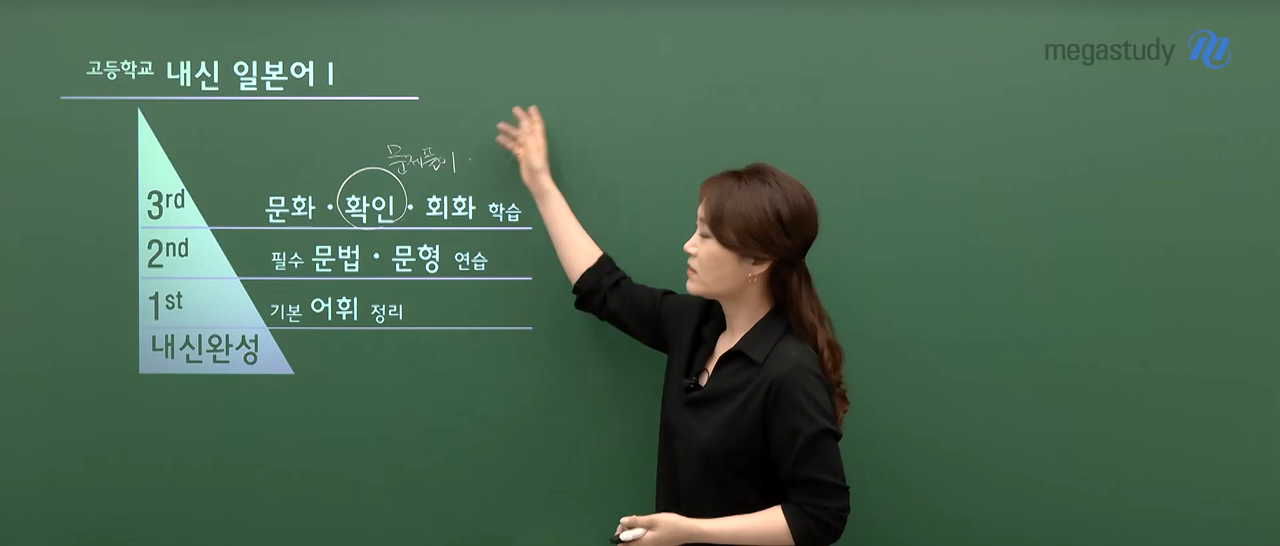 megastudy
고등학교 내신 일본어 I
문제풀이
3rd 문화 · 확인 · 회화 학습
2nd 필수 문법 · 문형 연습
1st 기본 어휘 정리
내신완성